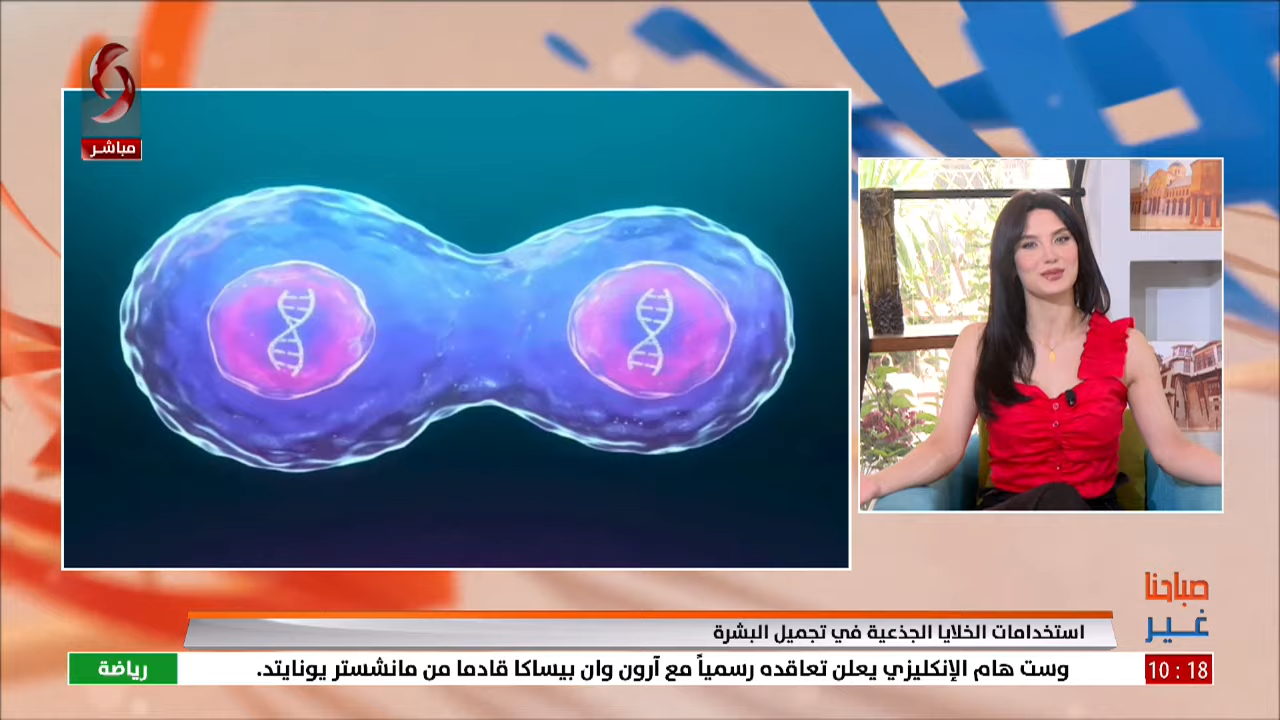 مباشر
صباحنا
غير
استخدامات الخلايا الجذعية في تجميل البشرة
10 : 18
وست هام الإنكليزي يعلن تعاقده رسمياً مع آرون وان بيساكا قادما من مانشستر يونايتد.
رياضة